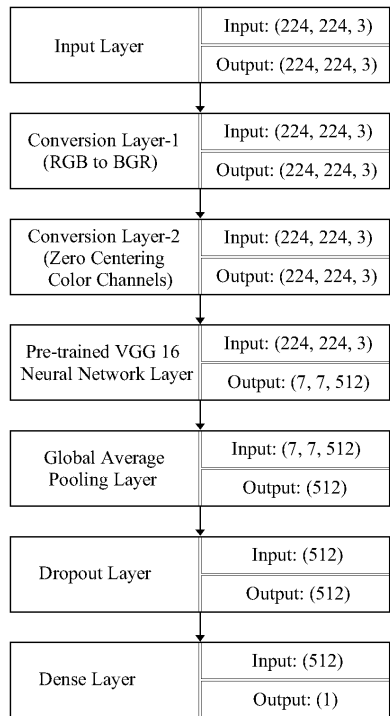 Input Layer
Input: (224, 224, 3)
Output: (224, 224, 3)
Conversion Layer-1
(RGB to BGR)
Input: (224, 224, 3)
Output: (224, 224, 3)
Conversion Layer-2
(Zero Centering
Color Channels)
Input: (224, 224, 3)
Output: (224, 224, 3)
Pre-trained VGG 16
Neural Network Layer
Input: (224, 224, 3)
Output: (7, 7, 512)
Global Average
Pooling Layer
Input: (7, 7, 512)
Output: (512)
Dropout Layer
Input: (512)
Output: (512)
Dense Layer
Input: (512)
Output: (1)